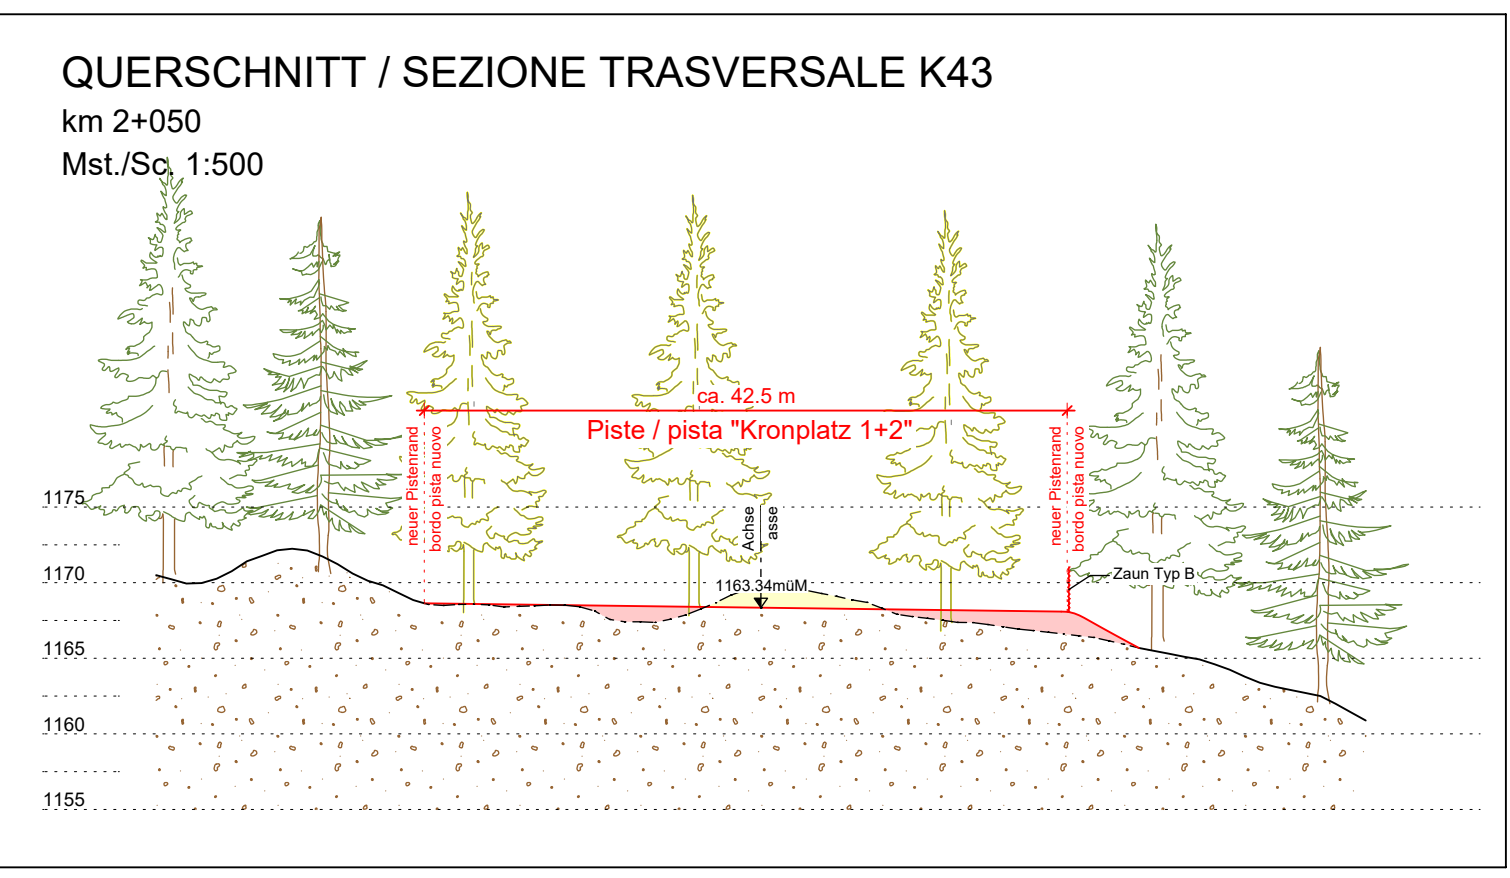 QUERSCHNITT / SEZIONE TRASVERSALE K43
km 2+050
Mst./Sc. 1:500
ca. 42.5 m
Piste / pista "Kronplatz 1+2"
neuer Pistenrand
bordo pista nuovo
Achse
asse
neuer Pistenrand
bordo pista nuovo
1175
1170
1163.34müM
Zaun Typ B
1165
1160
1155